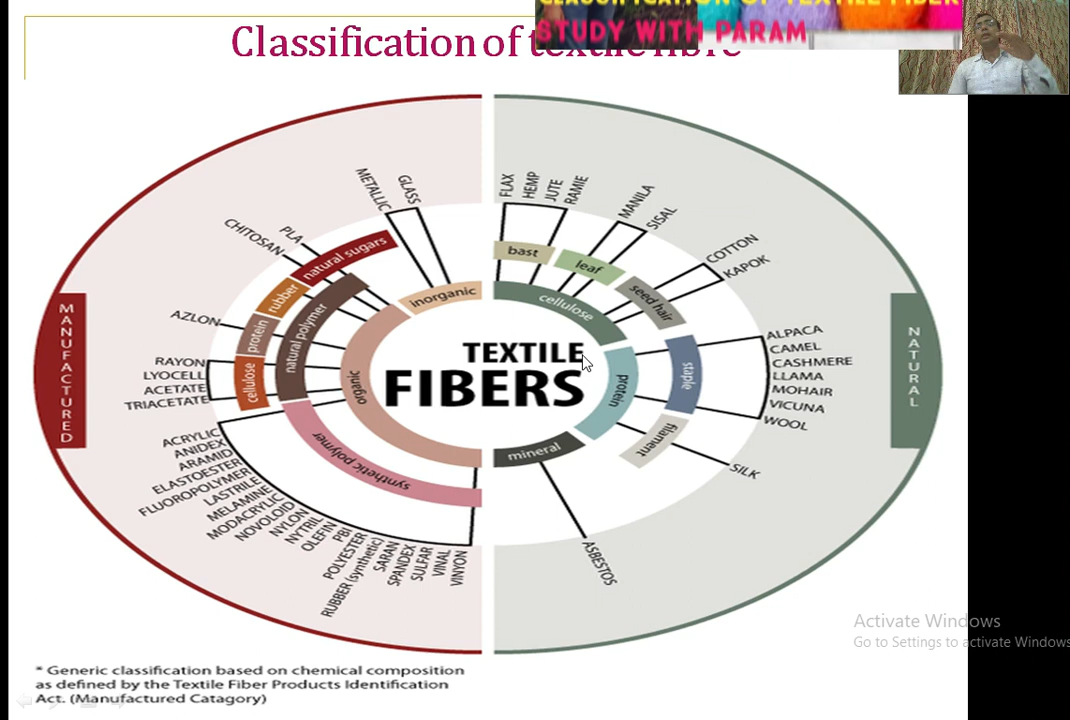 CLASSIFICATION OF TEXTILE FIBER
STUDY WITH PARAM
Classification of textile fibre
TEXTILE
FIBERS
MANUFACTURED
NATURAL
inorganic
METALLIC
GLASS
organic
natural polymer
natural sugars
CHITOSAN
PLA
rubber
protein
AZLON
cellulose
RAYON
LYOCELL
ACETATE
TRIACETATE
synthetic polymer
ACRYLIC
ANIDEX
ARAMID
ELASTOESTER
FLUOROPOLYMER
LASTRILE
MELAMINE
MODACRYLIC
NOVOLOID
NYLON
NYTRIL
OLEFIN
PBI
POLYESTER
RUBBER (synthetic)
SARAN
SPANDEX
SULFAR
VINAL
VINYON
cellulose
bast
FLAX
HEMP
JUTE
RAMIE
leaf
MANILA
SISAL
seed hair
COTTON
KAPOK
protein
staple
ALPACA
CAMEL
CASHMERE
LLAMA
MOHAIR
VICUNA
WOOL
filament
SILK
mineral
ASBESTOS
* Generic classification based on chemical composition
as defined by the Textile Fiber Products Identification
Act. (Manufactured Catagory)
Activate Windows
Go to Settings to activate Windows